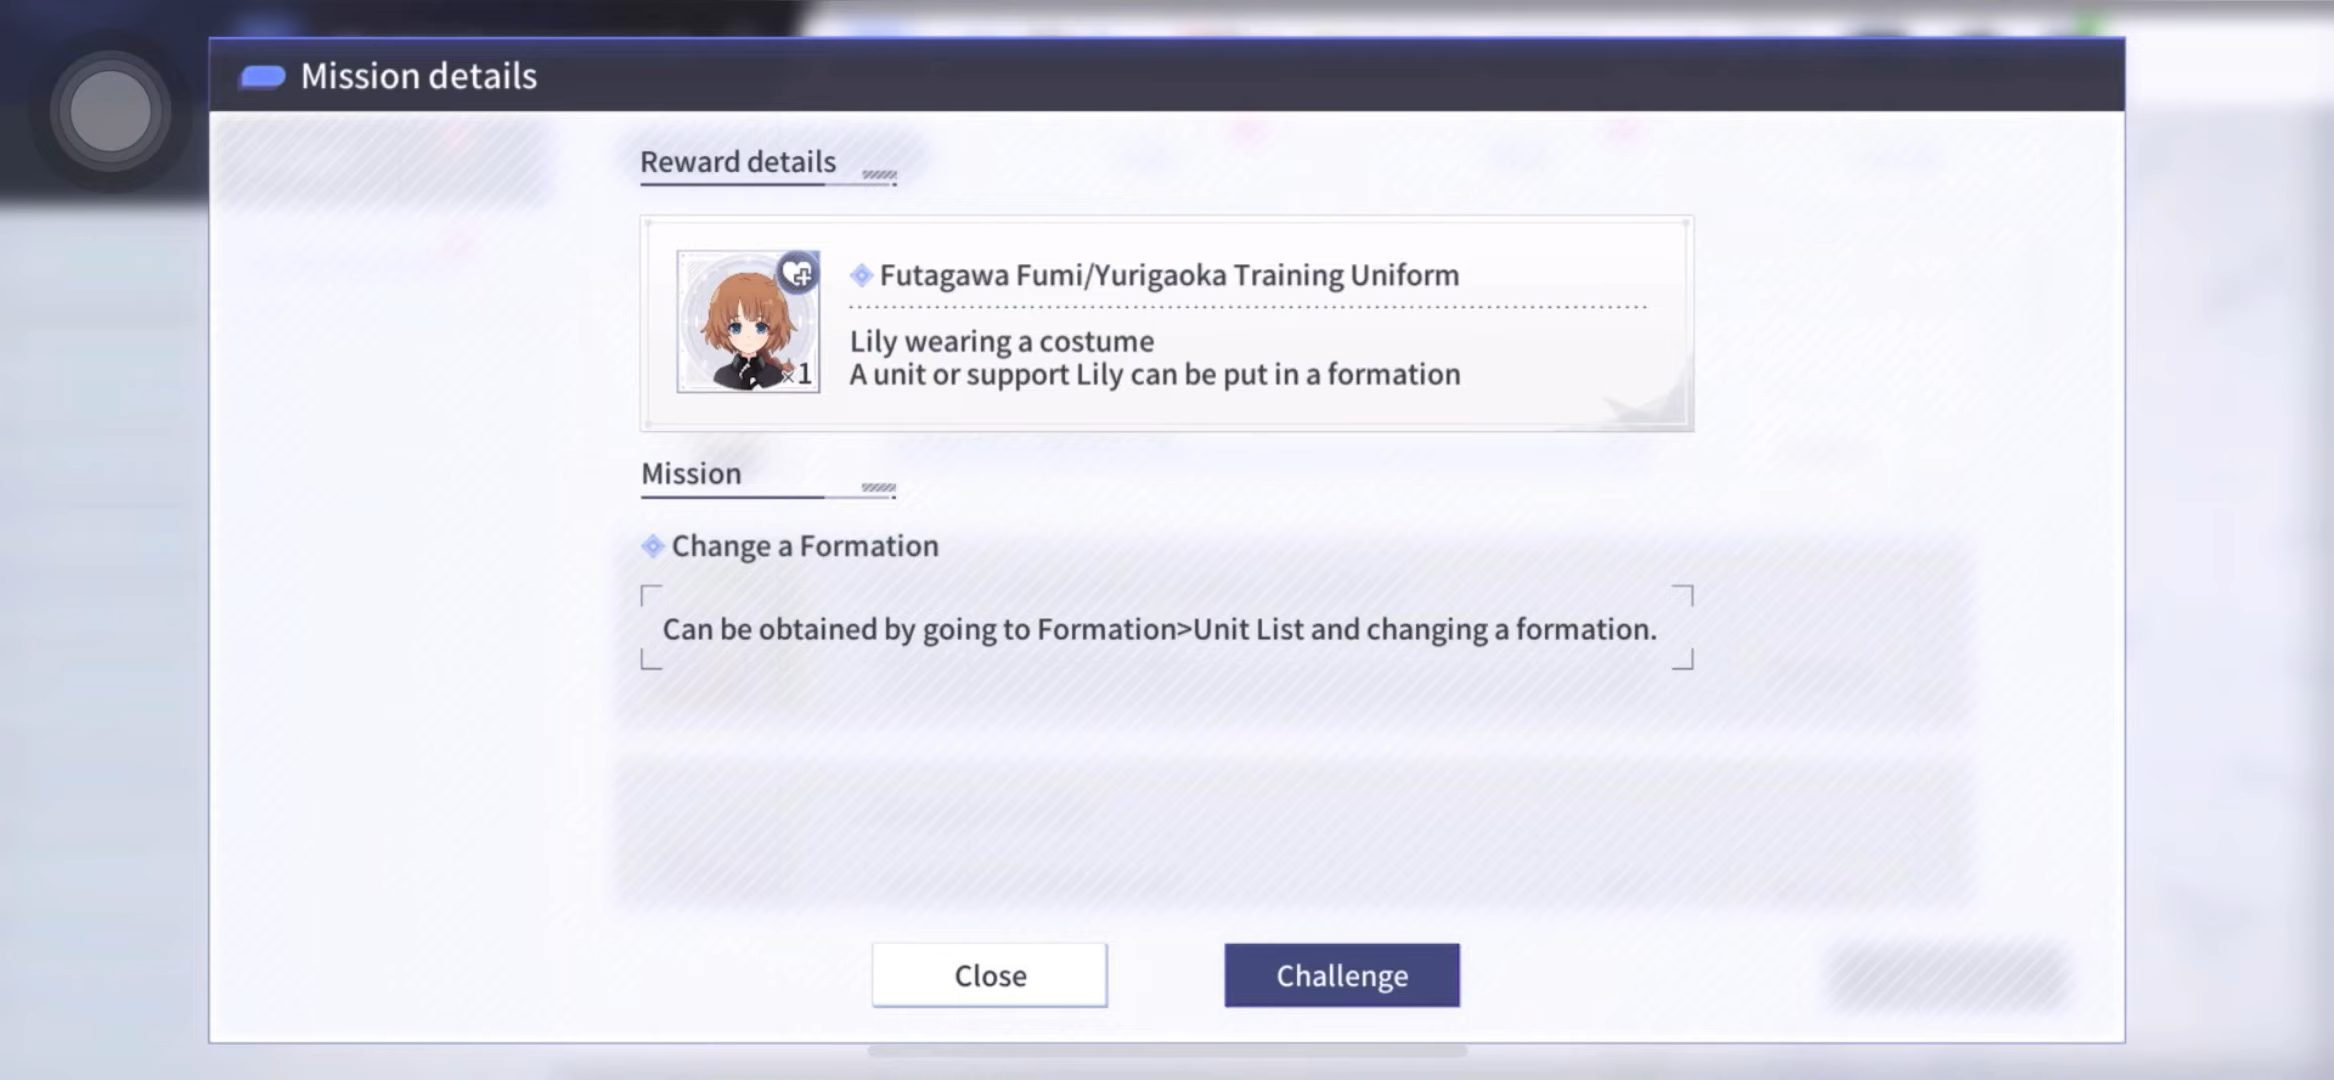 Mission details
Reward details
Futagawa Fumi/Yurigaoka Training Uniform
Lily wearing a costume
A unit or support Lily can be put in a formation
×1
Mission
Change a Formation
Can be obtained by going to Formation>Unit List and changing a formation.
Close
Challenge